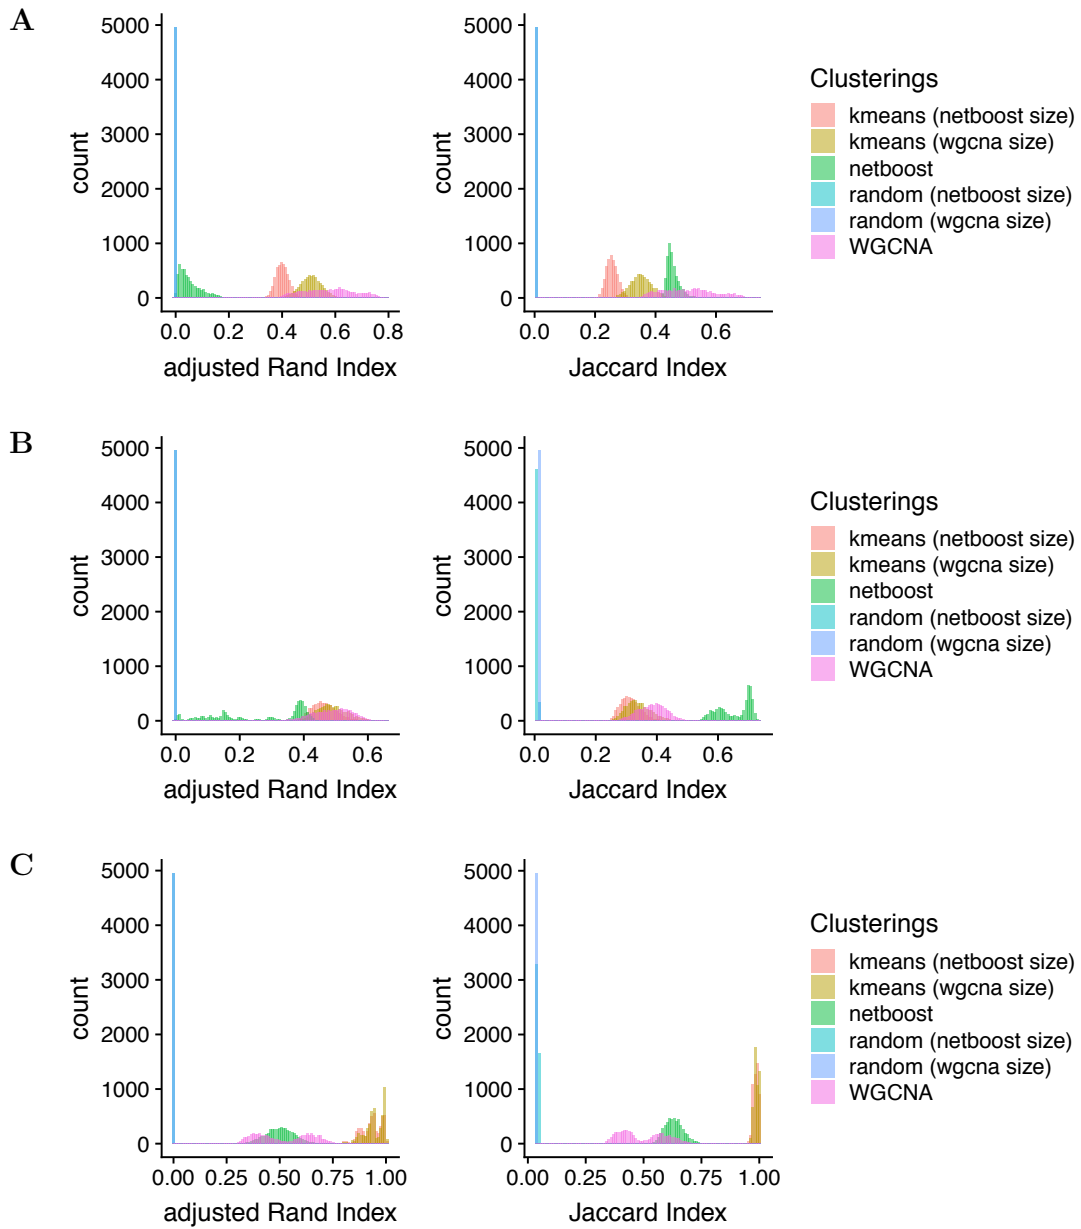 A
5000
4000
3000
2000
1000
0
count
0.0 0.2 0.4 0.6 0.8
adjusted Rand Index
5000
4000
3000
2000
1000
0
count
0.0 0.2 0.4 0.6
Jaccard Index
Clusterings
kmeans (netboost size)
kmeans (wgcna size)
netboost
random (netboost size)
random (wgcna size)
WGCNA
B
5000
4000
3000
2000
1000
0
count
0.0 0.2 0.4 0.6
adjusted Rand Index
5000
4000
3000
2000
1000
0
count
0.0 0.2 0.4 0.6
Jaccard Index
Clusterings
kmeans (netboost size)
kmeans (wgcna size)
netboost
random (netboost size)
random (wgcna size)
WGCNA
C
5000
4000
3000
2000
1000
0
count
0.00 0.25 0.50 0.75 1.00
adjusted Rand Index
5000
4000
3000
2000
1000
0
count
0.00 0.25 0.50 0.75 1.00
Jaccard Index
Clusterings
kmeans (netboost size)
kmeans (wgcna size)
netboost
random (netboost size)
random (wgcna size)
WGCNA